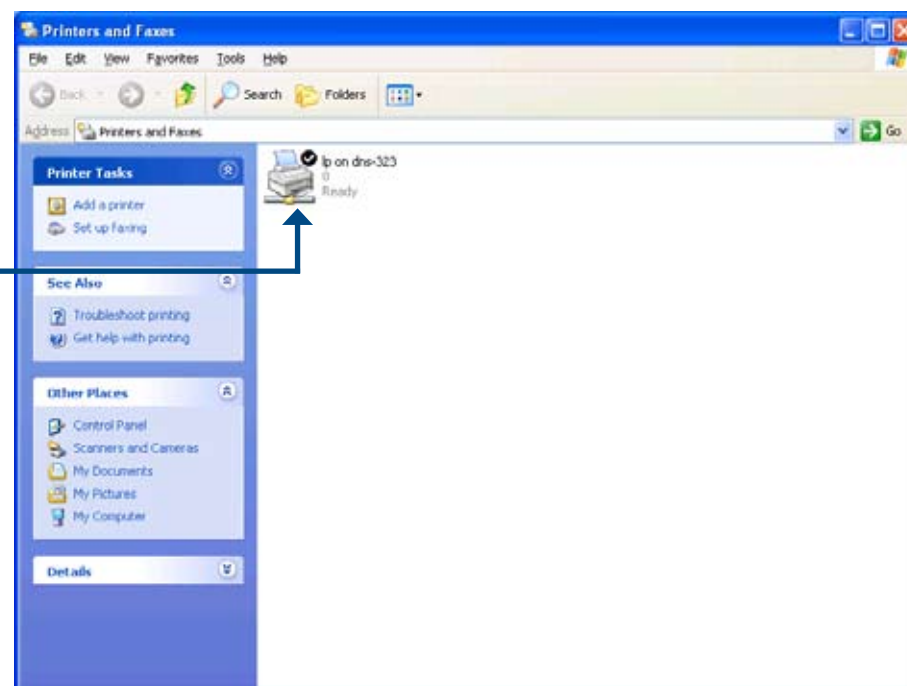 Printers and Faxes
File Edit View Favorites Tools Help
Back Search Folders
Address Printers and Faxes Go
Printer Tasks
Add a printer
Set up faxing
See Also
Troubleshoot printing
Get help with printing
Other Places
Control Panel
Scanners and Cameras
My Documents
My Pictures
My Computer
Details
lp on dns-323
0
Ready